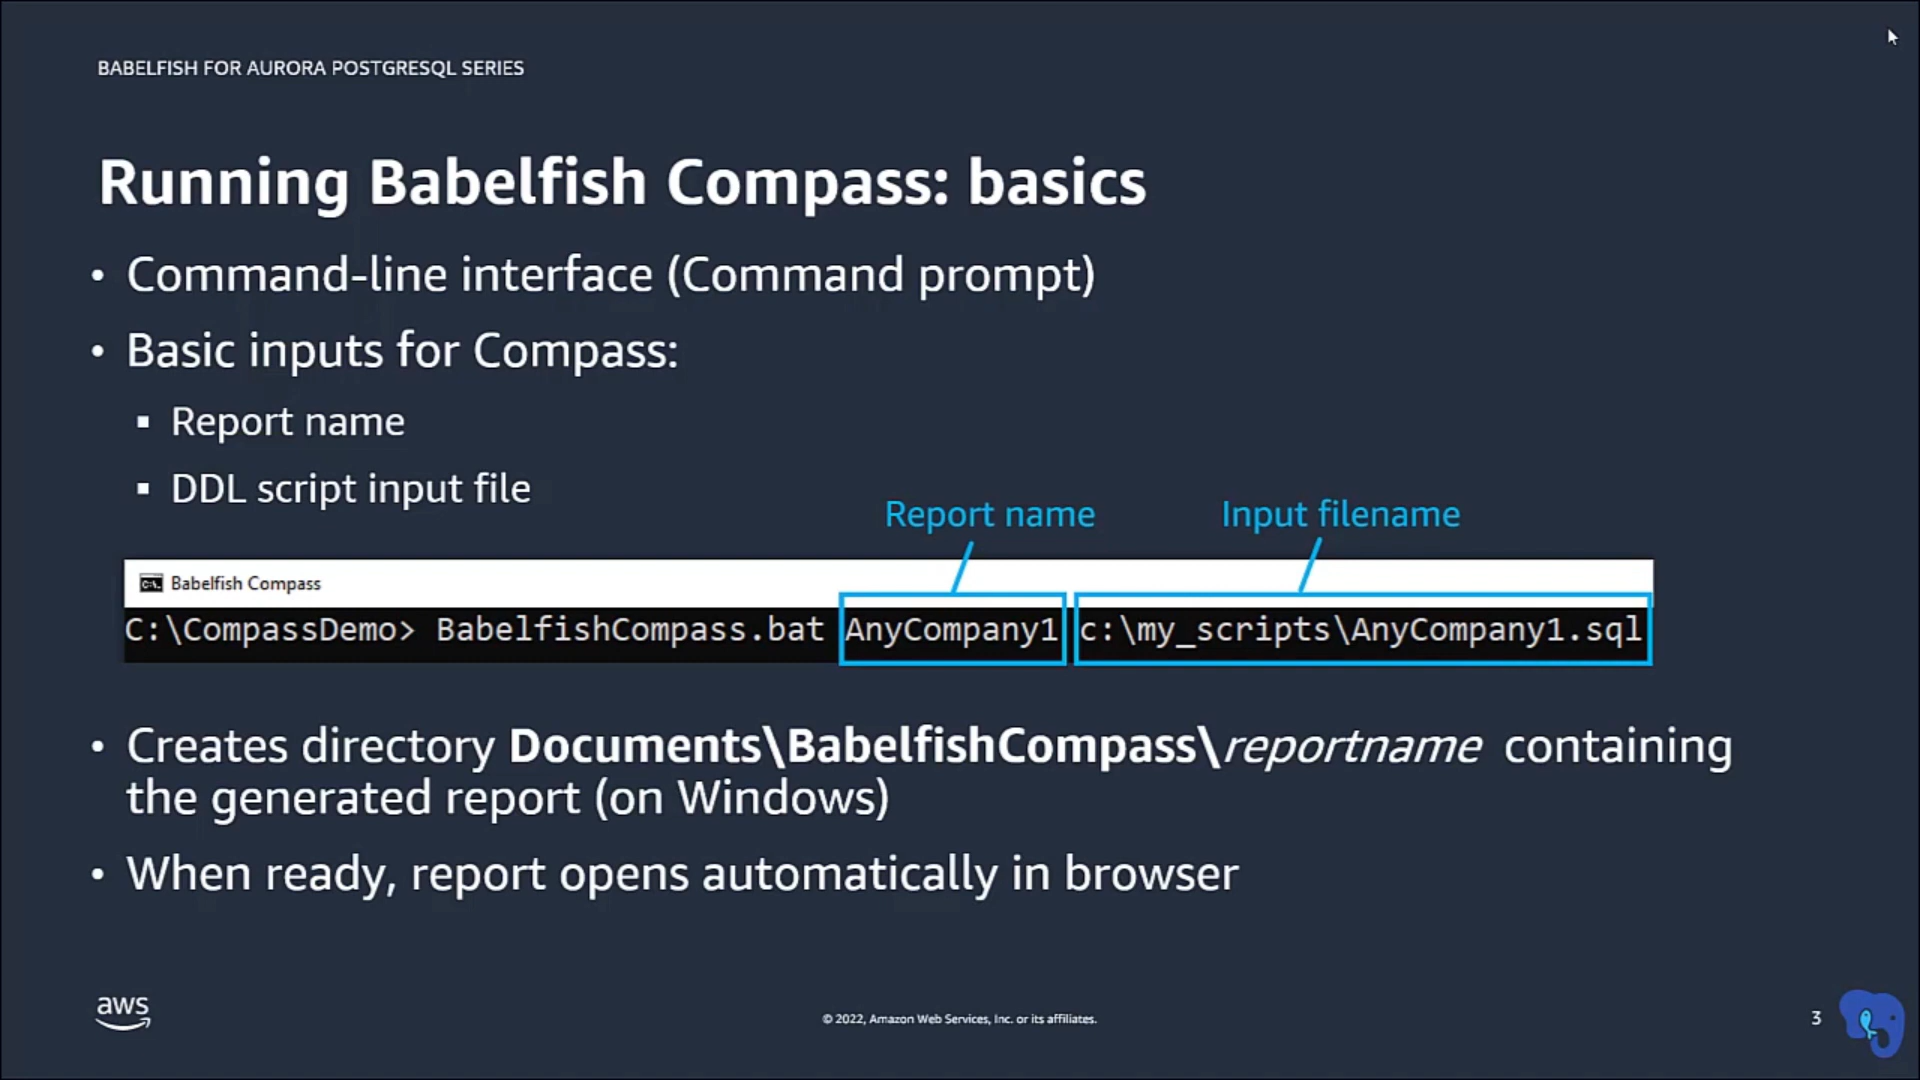 BABELFISH FOR AURORA POSTGRESQL SERIES
Running Babelfish Compass: basics
• Command-line interface (Command prompt)
• Basic inputs for Compass:
▪ Report name
▪ DDL script input file
Report name Input filename
C:\. Babelfish Compass
C:\CompassDemo> BabelfishCompass.bat AnyCompany1 c:\my_scripts\AnyCompany1.sql
• Creates directory Documents\BabelfishCompass\reportname containing
the generated report (on Windows)
• When ready, report opens automatically in browser
aws
© 2022, Amazon Web Services, Inc. or its affiliates.
3